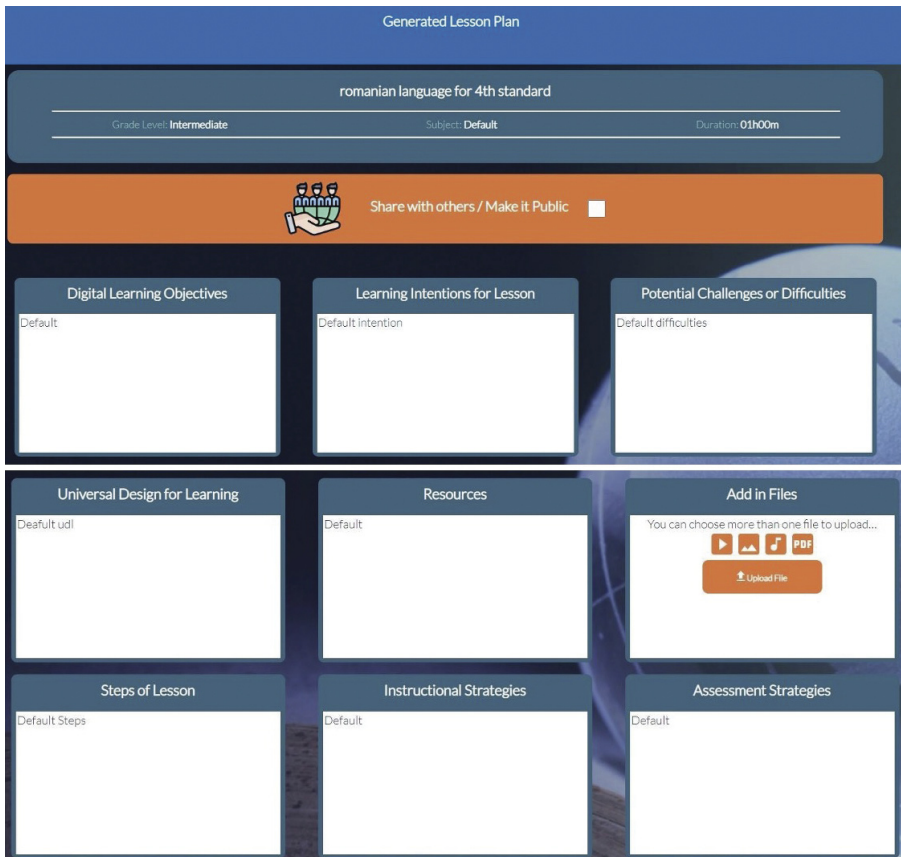 Generated Lesson Plan
romanian language for 4th standard
Grade Level: Intermediate Subject: Default Duration: 01h00m
Share with others / Make it Public
Digital Learning Objectives
Default
Learning Intentions for Lesson
Default intention
Potential Challenges or Difficulties
Default difficulties
Universal Design for Learning
Deafult udl
Resources
Default
Add in Files
You can choose more than one file to upload...
PDF
Upload File
Steps of Lesson
Default Steps
Instructional Strategies
Default
Assessment Strategies
Default